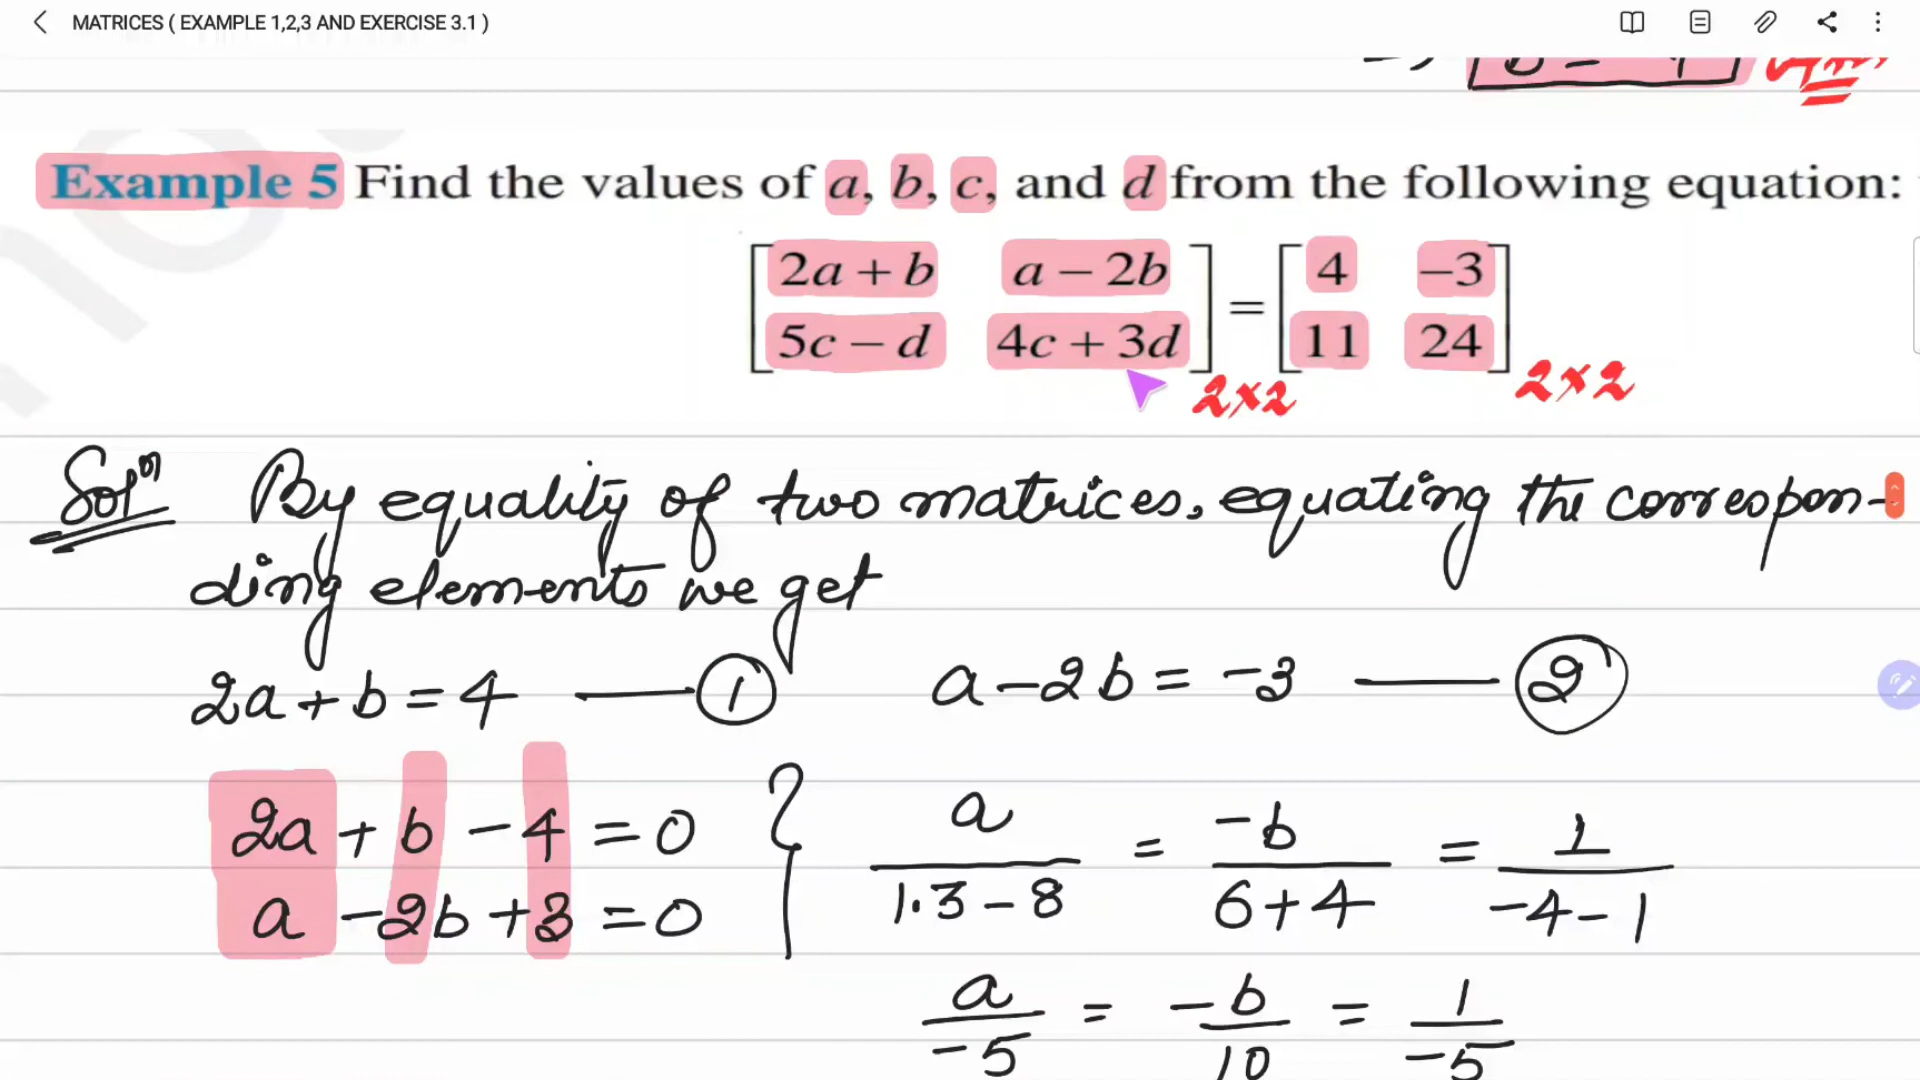 MATRICES ( EXAMPLE 1,2,3 AND EXERCISE 3.1 )
Example 5 Find the values of a, b, c, and d from the following equation:
[ 2a + b   a − 2b ] = [ 4   −3 ]
[ 5c − d   4c + 3d ]   [ 11   24 ]
2×2   2×2
Solⁿ By equality of two matrices, equating the correspon-
ding elements we get
2a + b = 4 —— ①   a − 2b = −3 —— ②
2a + b − 4 = 0
a − 2b + 3 = 0
a/(1·3 − 8) = −b/(6 + 4) = 1/(−4 − 1)
a/−5 = −b/10 = 1/−5